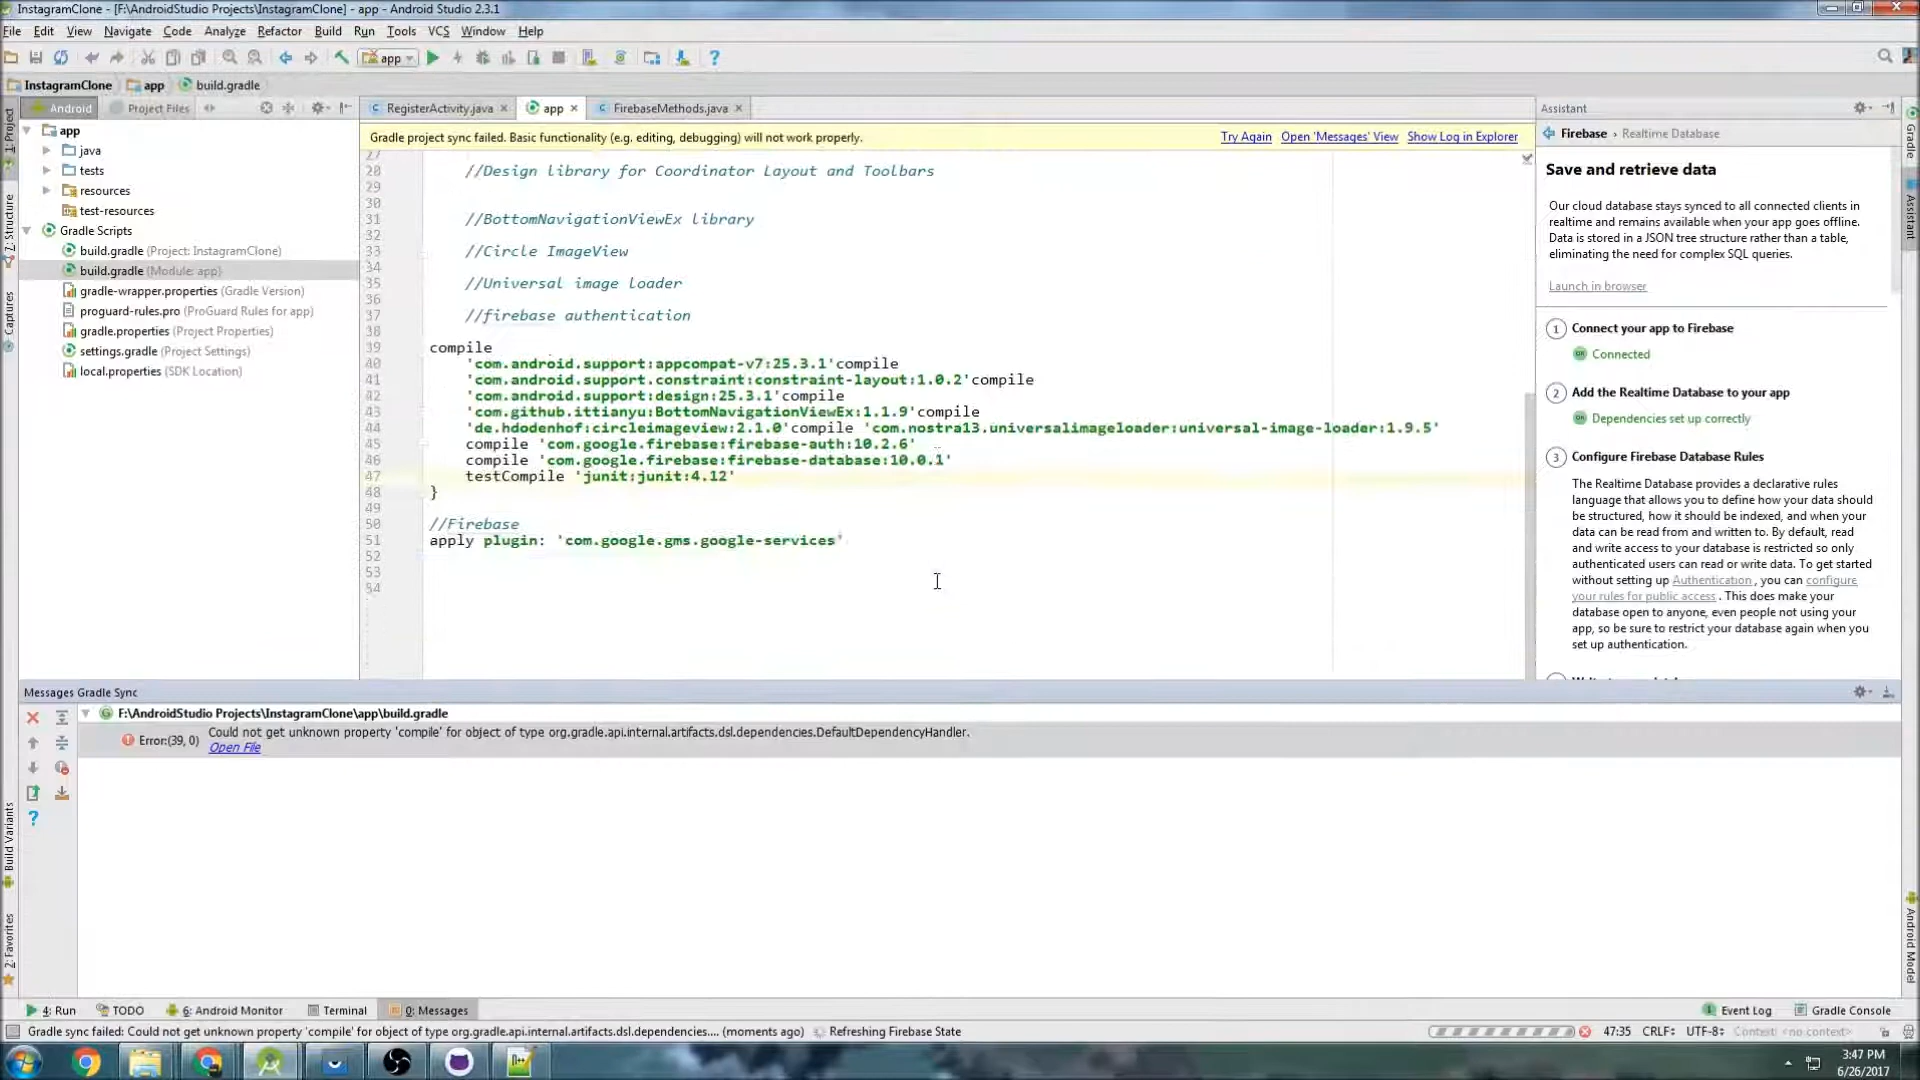 InstagramClone - [F:\AndroidStudio Projects\InstagramClone] - app - Android Studio 2.3.1
File Edit View Navigate Code Analyze Refactor Build Run Tools VCS Window Help
app
InstagramClone app build.gradle
Android Project Files
RegisterActivity.java app FirebaseMethods.java
Assistant
Gradle project sync failed. Basic functionality (e.g. editing, debugging) will not work properly.
Try Again Open 'Messages' View Show Log in Explorer
app
java
tests
resources
test-resources
Gradle Scripts
build.gradle (Project: InstagramClone)
build.gradle (Module: app)
gradle-wrapper.properties (Gradle Version)
proguard-rules.pro (ProGuard Rules for app)
gradle.properties (Project Properties)
settings.gradle (Project Settings)
local.properties (SDK Location)
1: Project
7: Structure
Captures
Build Variants
2: Favorites
27
28 //Design library for Coordinator Layout and Toolbars
29
30
31 //BottomNavigationViewEx library
32
33 //Circle ImageView
34
35 //Universal image loader
36
37 //firebase authentication
38
39 compile
40 'com.android.support:appcompat-v7:25.3.1'compile
41 'com.android.support.constraint:constraint-layout:1.0.2'compile
42 'com.android.support:design:25.3.1'compile
43 'com.github.ittianyu:BottomNavigationViewEx:1.1.9'compile
44 'de.hdodenhof:circleimageview:2.1.0'compile 'com.nostra13.universalimageloader:universal-image-loader:1.9.5'
45 compile 'com.google.firebase:firebase-auth:10.2.6'
46 compile 'com.google.firebase:firebase-database:10.0.1'
47 testCompile 'junit:junit:4.12'
48 }
49
50 //Firebase
51 apply plugin: 'com.google.gms.google-services'
52
53
54
Firebase › Realtime Database
Save and retrieve data
Our cloud database stays synced to all connected clients in
realtime and remains available when your app goes offline.
Data is stored in a JSON tree structure rather than a table,
eliminating the need for complex SQL queries.
Launch in browser
1 Connect your app to Firebase
Connected
2 Add the Realtime Database to your app
Dependencies set up correctly
3 Configure Firebase Database Rules
The Realtime Database provides a declarative rules
language that allows you to define how your data should
be structured, how it should be indexed, and when your
data can be read from and written to. By default, read
and write access to your database is restricted so only
authenticated users can read or write data. To get started
without setting up Authentication, you can configure
your rules for public access. This does make your
database open to anyone, even people not using your
app, so be sure to restrict your database again when you
set up authentication.
Gradle
Assistant
Android Model
Messages Gradle Sync
F:\AndroidStudio Projects\InstagramClone\app\build.gradle
Error:(39, 0) Could not get unknown property 'compile' for object of type org.gradle.api.internal.artifacts.dsl.dependencies.DefaultDependencyHandler.
Open File
4: Run TODO 6: Android Monitor Terminal 0: Messages
Event Log Gradle Console
Gradle sync failed: Could not get unknown property 'compile' for object of type org.gradle.api.internal.artifacts.dsl.dependencies.... (moments ago) Refreshing Firebase State
47:35 CRLF÷ UTF-8÷ Context: <no context>
3:47 PM
6/26/2017